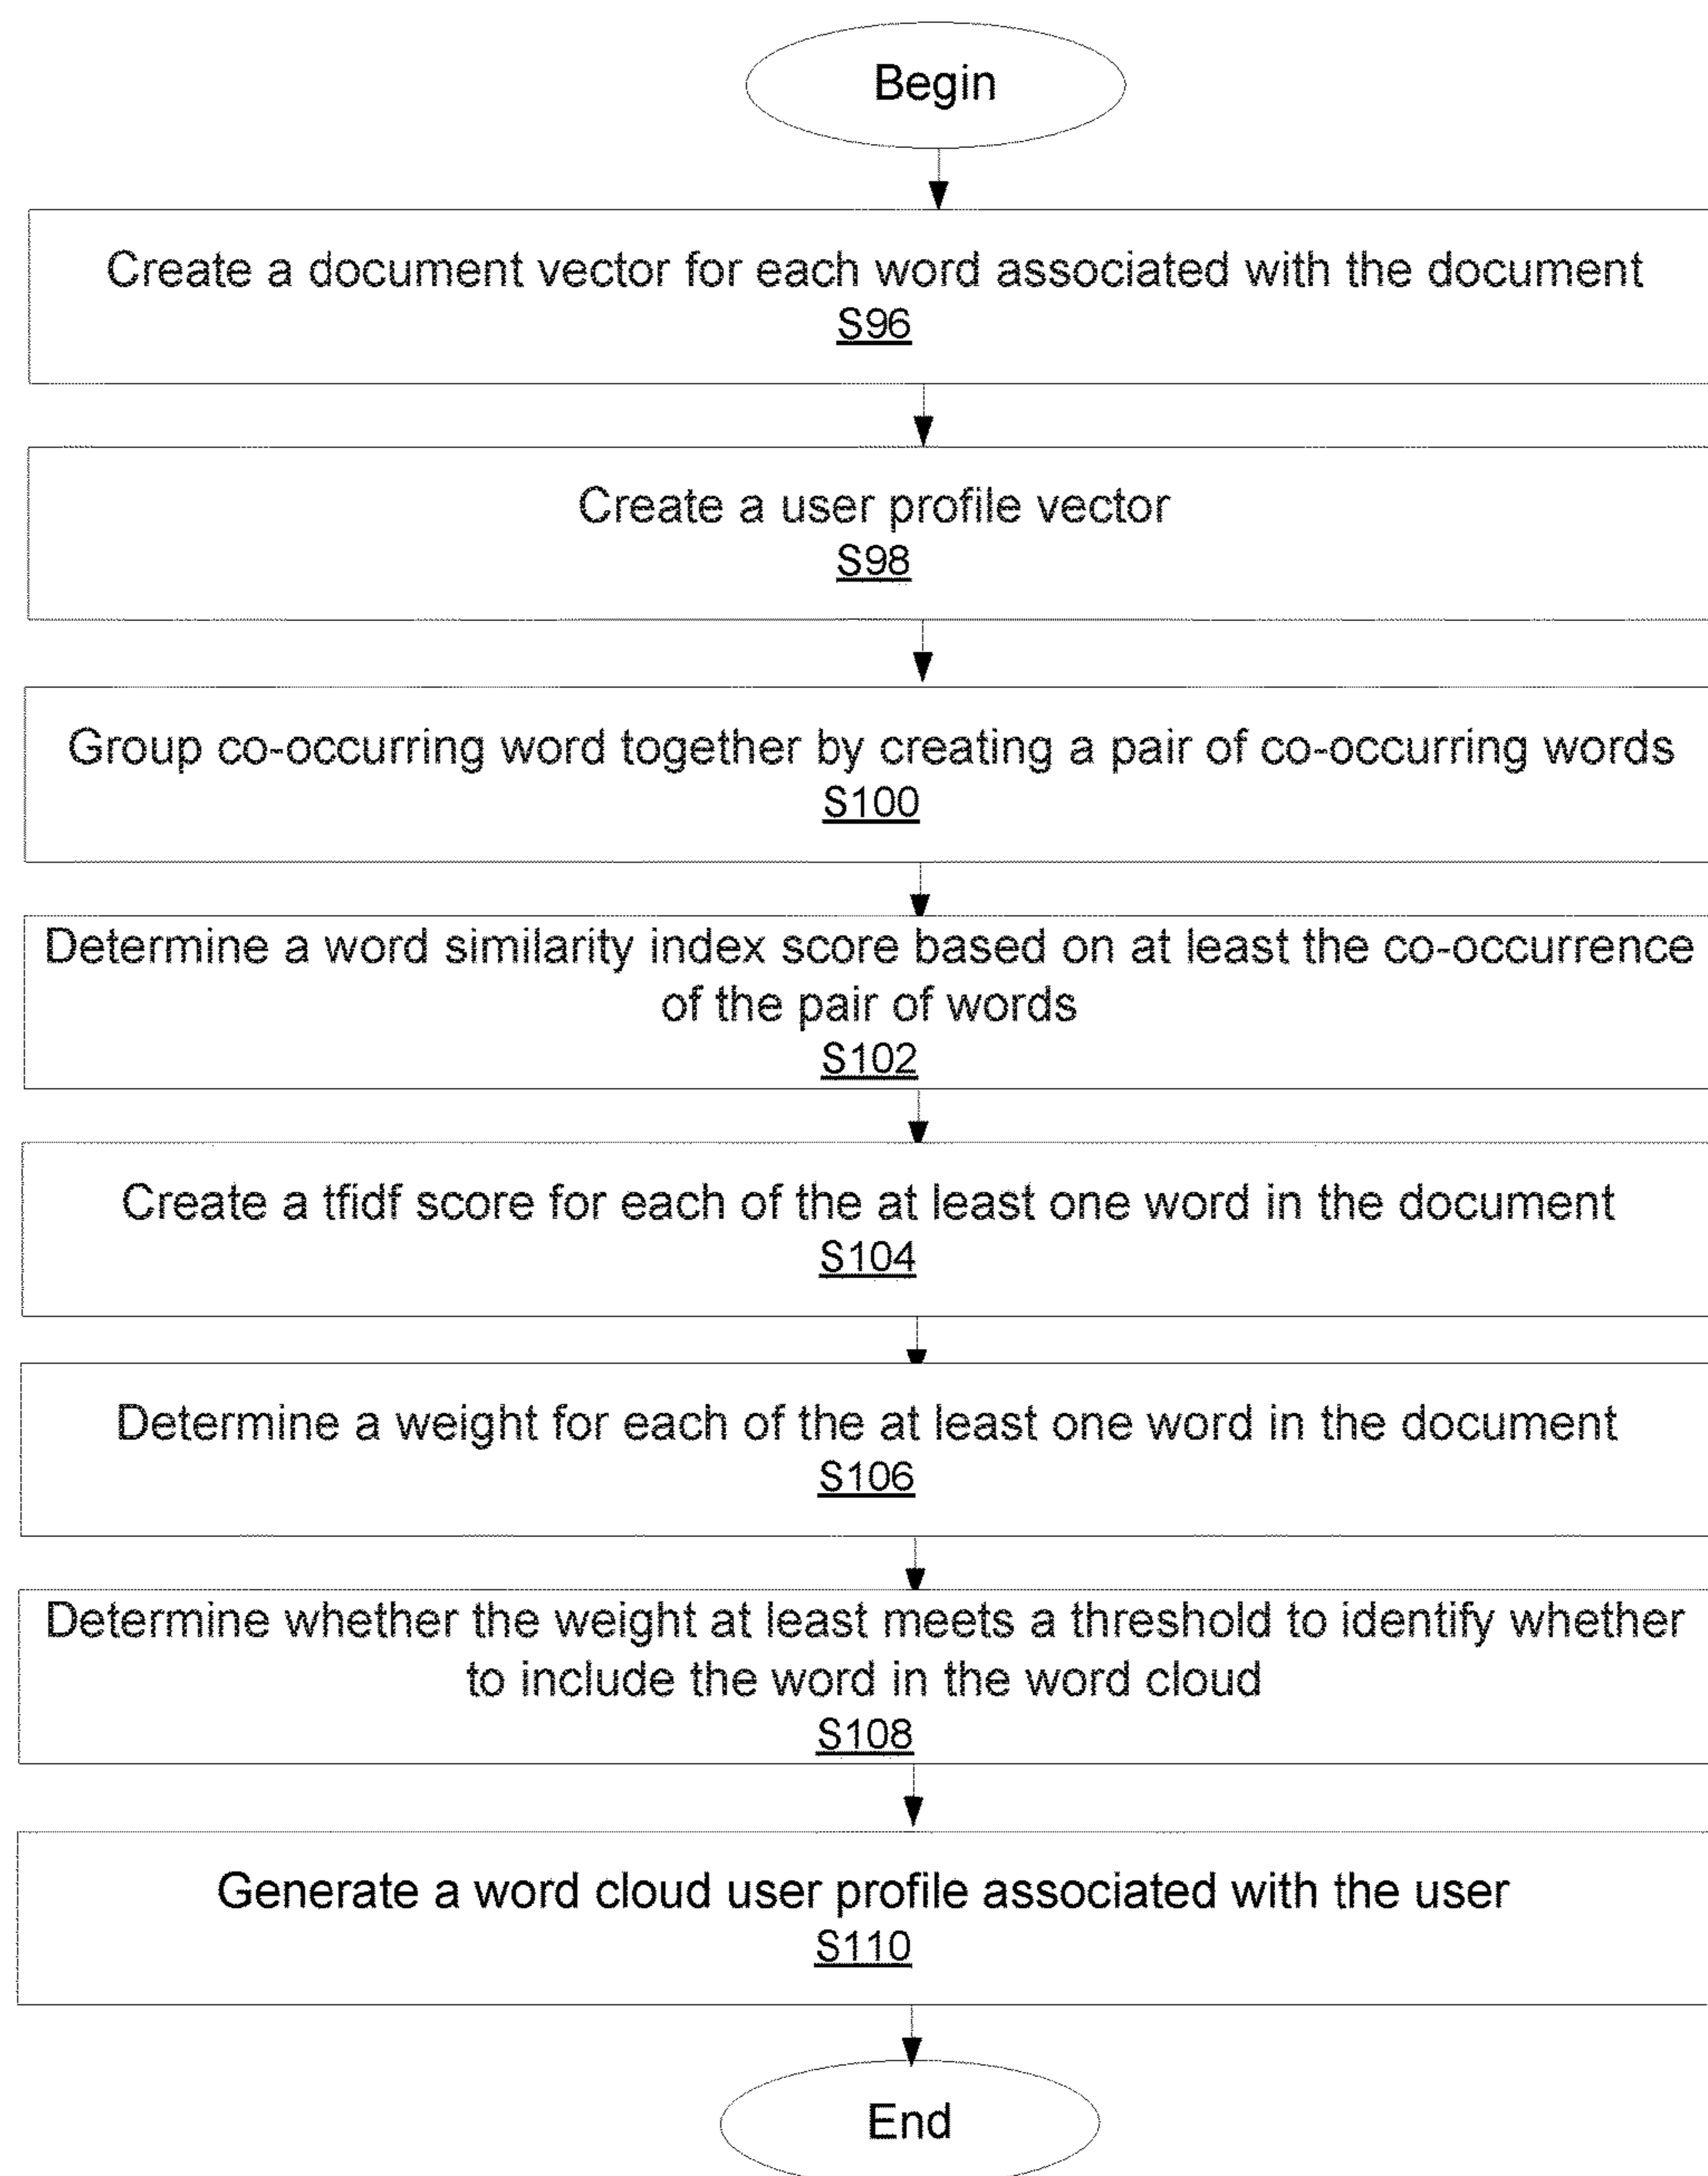 Begin
Create a document vector for each word associated with the document
S96
Create a user profile vector
S98
Group co-occurring word together by creating a pair of co-occurring words
S100
Determine a word similarity index score based on at least the co-occurrence
of the pair of words
S102
Create a tfidf score for each of the at least one word in the document
S104
Determine a weight for each of the at least one word in the document
S106
Determine whether the weight at least meets a threshold to identify whether
to include the word in the word cloud
S108
Generate a word cloud user profile associated with the user
S110
End